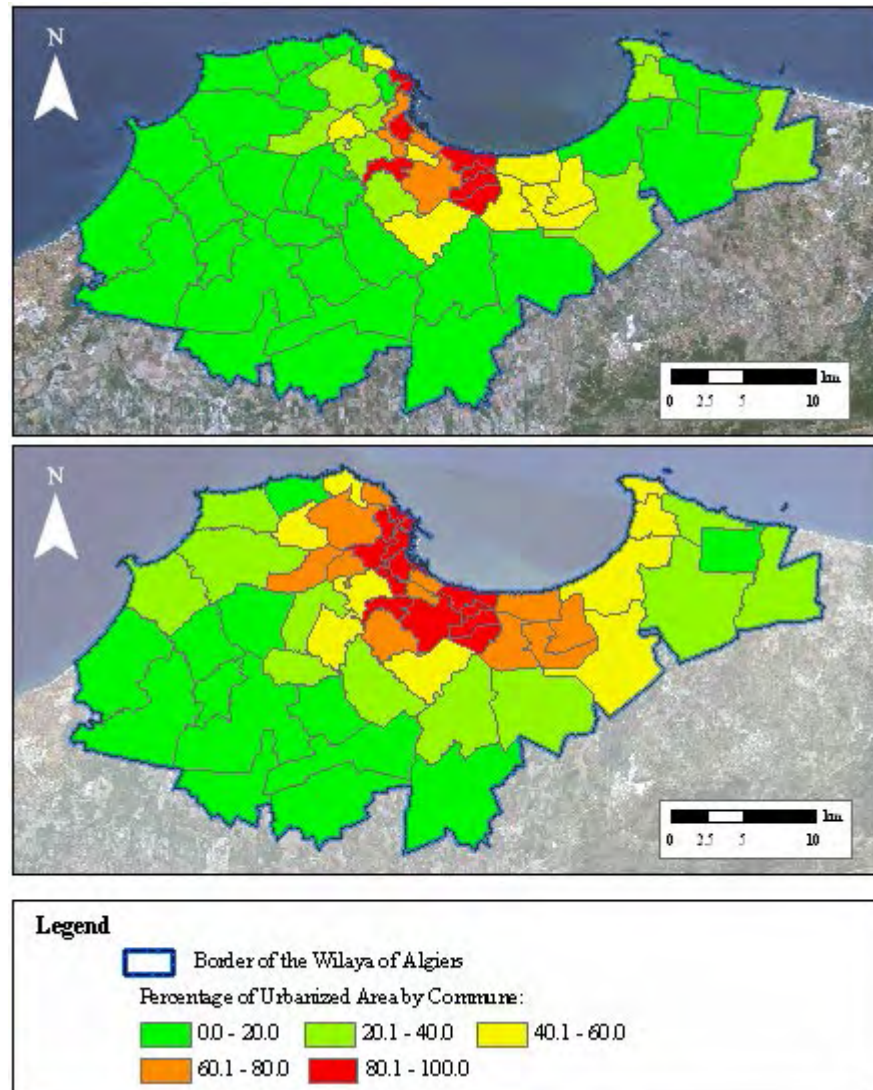 N
km
0 2.5 5 10
N
km
0 2.5 5 10
Legend
Border of the Wilaya of Algiers
Percentage of Urbanized Area by Commune:
0.0 - 20.0 20.1 - 40.0 40.1 - 60.0
60.1 - 80.0 80.1 - 100.0